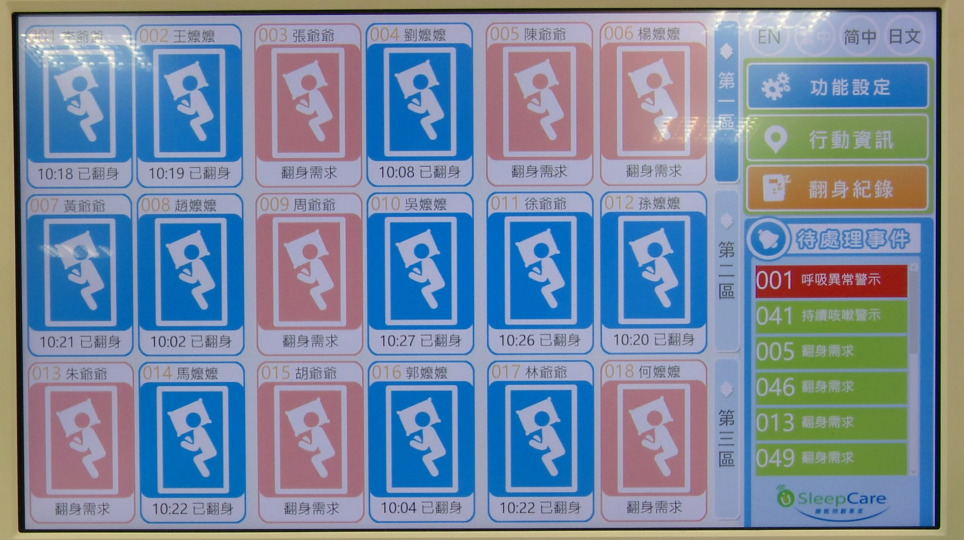 001 李爺爺
002 王嬤嬤
003 張爺爺
004 劉嬤嬤
005 陳爺爺
006 楊嬤嬤
10:18 已翻身
10:19 已翻身
翻身需求
10:08 已翻身
翻身需求
翻身需求
第一區
007 黃爺爺
008 趙嬤嬤
009 周爺爺
010 吳嬤嬤
011 徐爺爺
012 孫嬤嬤
10:21 已翻身
10:02 已翻身
翻身需求
10:27 已翻身
10:26 已翻身
10:20 已翻身
第二區
013 朱爺爺
014 馬嬤嬤
015 胡爺爺
016 郭嬤嬤
017 林爺爺
018 何嬤嬤
翻身需求
10:22 已翻身
翻身需求
10:04 已翻身
10:22 已翻身
翻身需求
第三區
EN
简中
日文
功能設定
行動資訊
翻身紀錄
待處理事件
001 呼吸異常警示
041 持續咳嗽警示
005 翻身需求
046 翻身需求
013 翻身需求
049 翻身需求
SleepCare